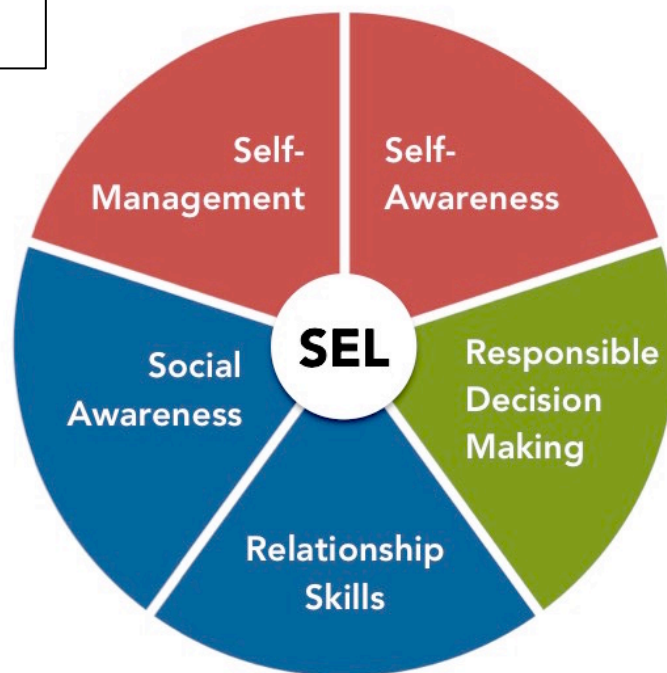 Self-
Management
Self-
Awareness
Social
Awareness
SEL
Responsible
Decision
Making
Relationship
Skills